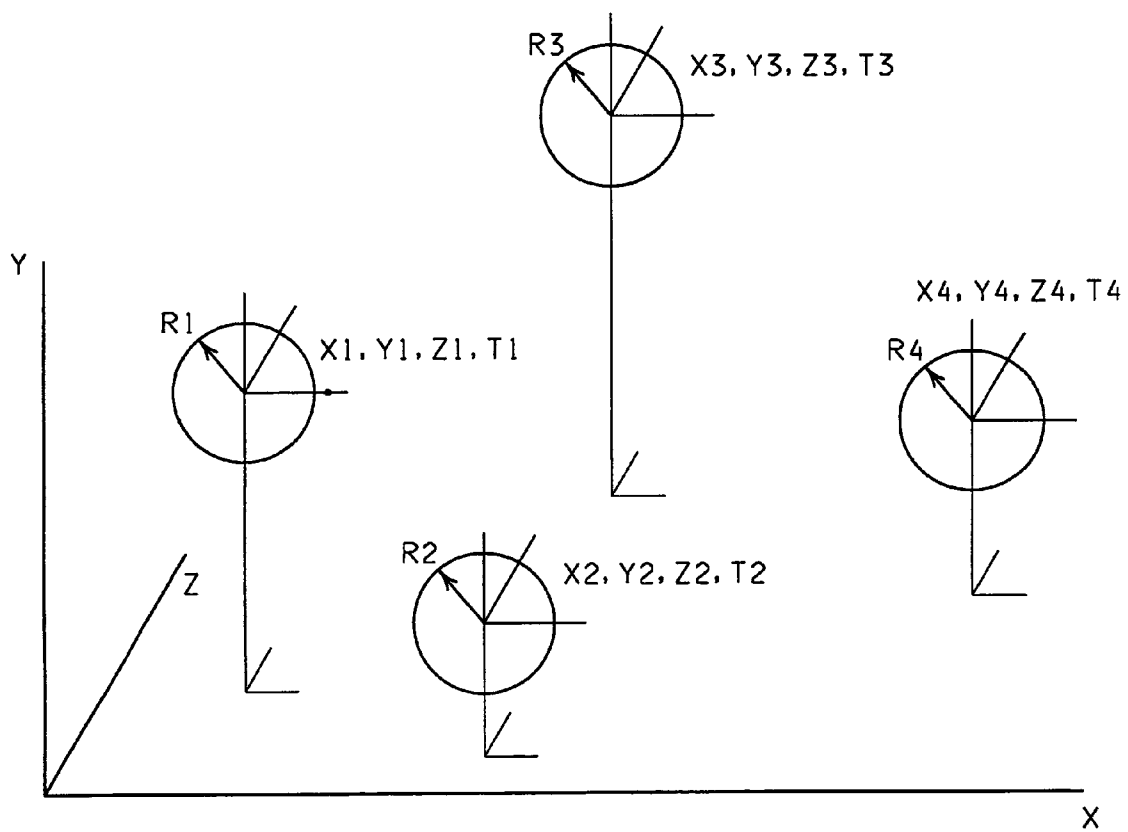 R3
X3, Y3, Z3, T3
Y
X4, Y4, Z4, T4
R1
X1, Y1, Z1, T1
R4
R2
X2, Y2, Z2, T2
Z
X